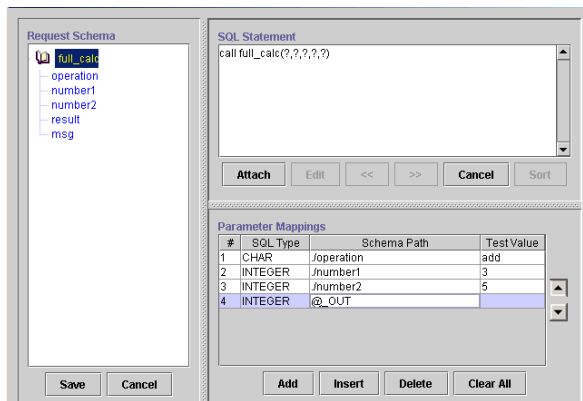 Request Schema
full_calc
operation
number1
number2
result
msg
Save Cancel
SQL Statement
call full_calc(?,?,?,?,?)
Attach Edit << >> Cancel Sort
Parameter Mappings
# SQL Type Schema Path Test Value
1 CHAR ./operation add
2 INTEGER ./number1 3
3 INTEGER ./number2 5
4 INTEGER @_OUT
Add Insert Delete Clear All